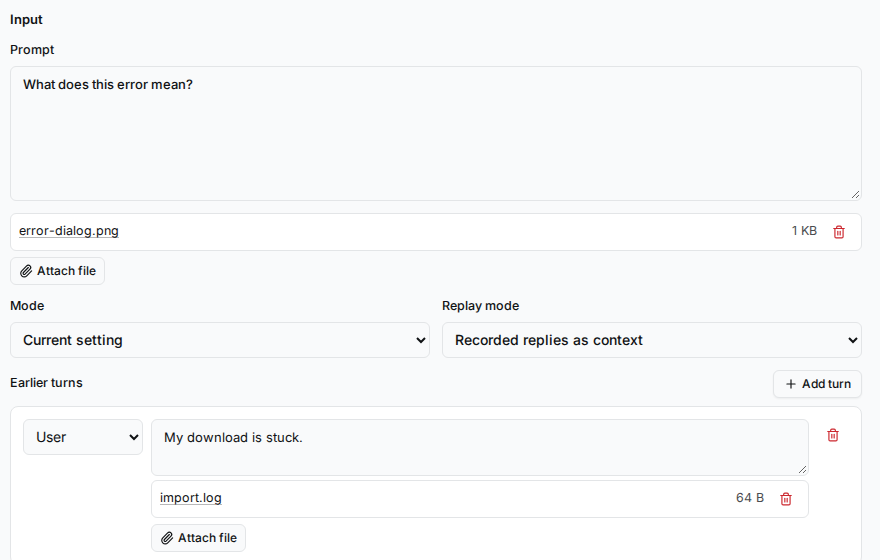 Input
Prompt
What does this error mean?
error-dialog.png 1 KB
Attach file
Mode Replay mode
Current setting Recorded replies as context
Earlier turns Add turn
User My download is stuck.
import.log 64 B
Attach file